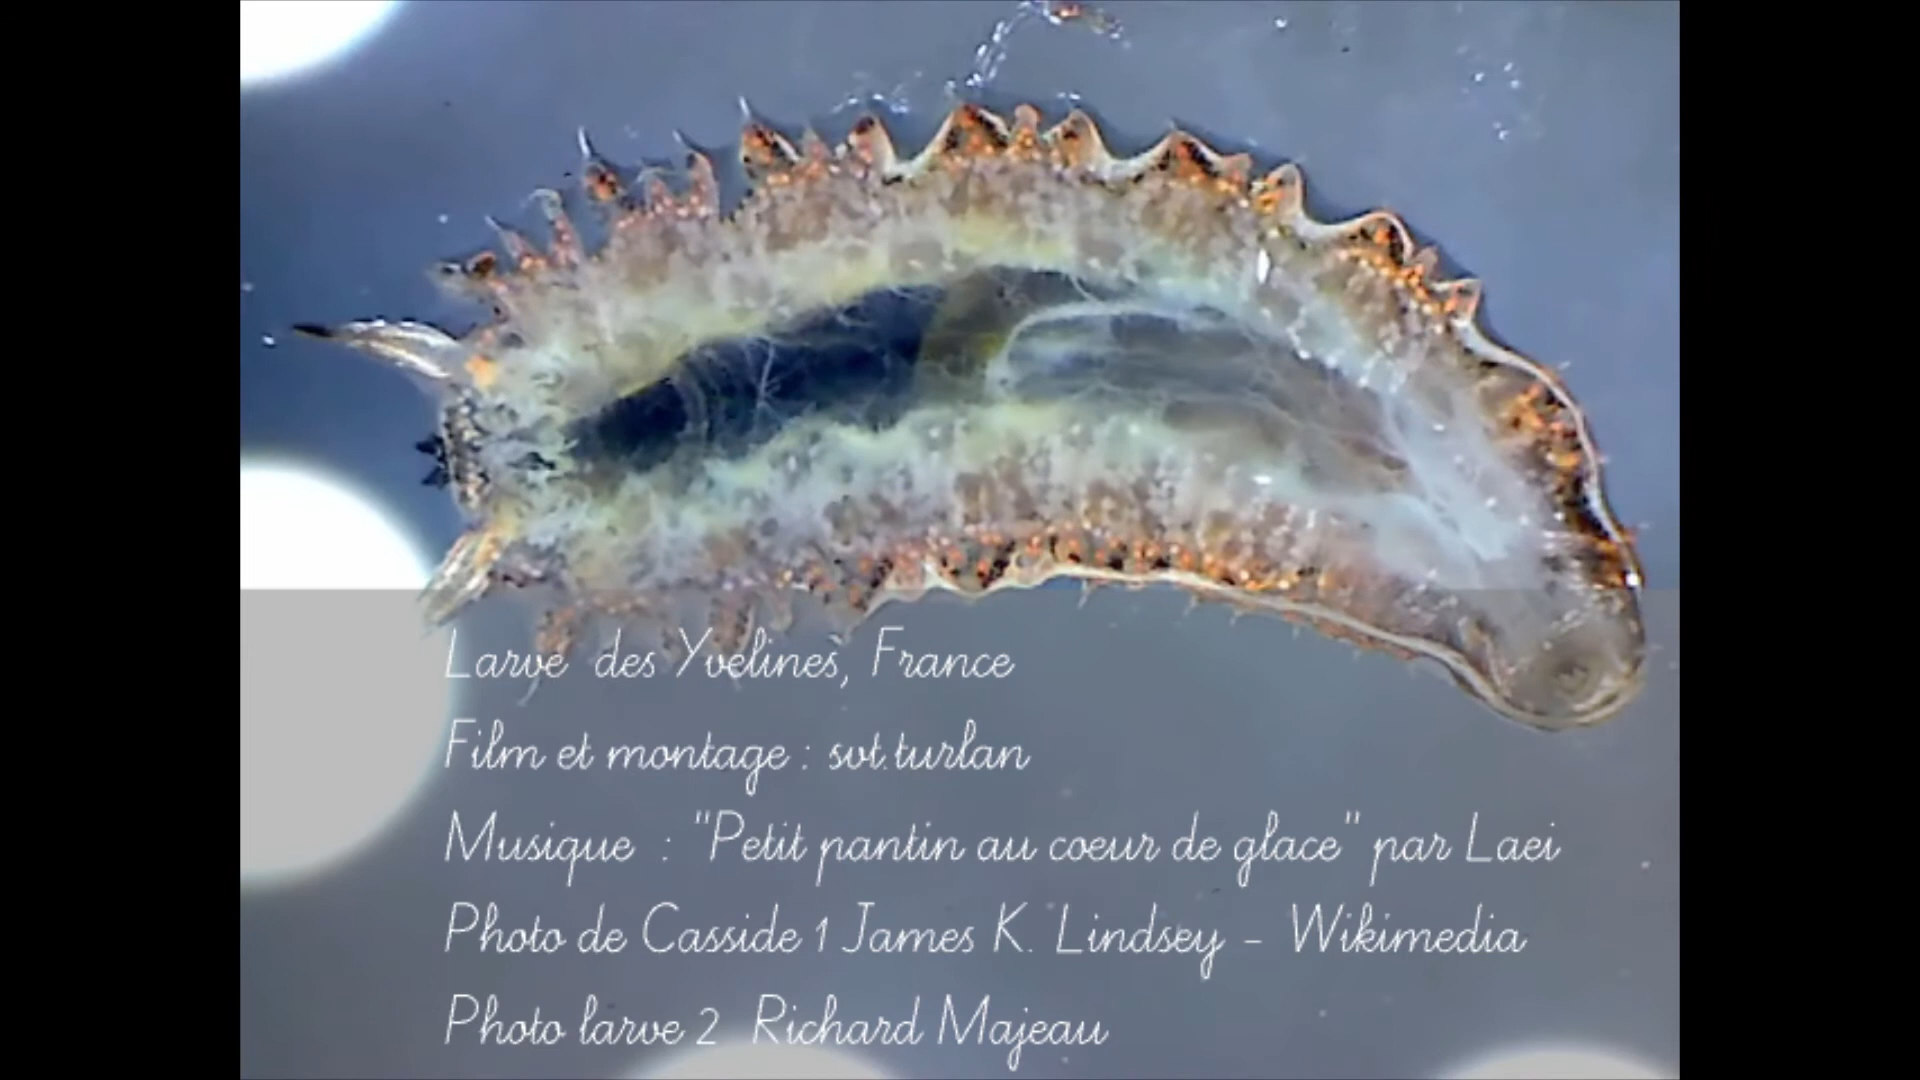 Larve des Yvelines, France
Film et montage : svt.turlan
Musique : "Petit pantin au coeur de glace" par Laei
Photo de Casside 1 James K. Lindsey - Wikimedia
Photo larve 2 Richard Majeau